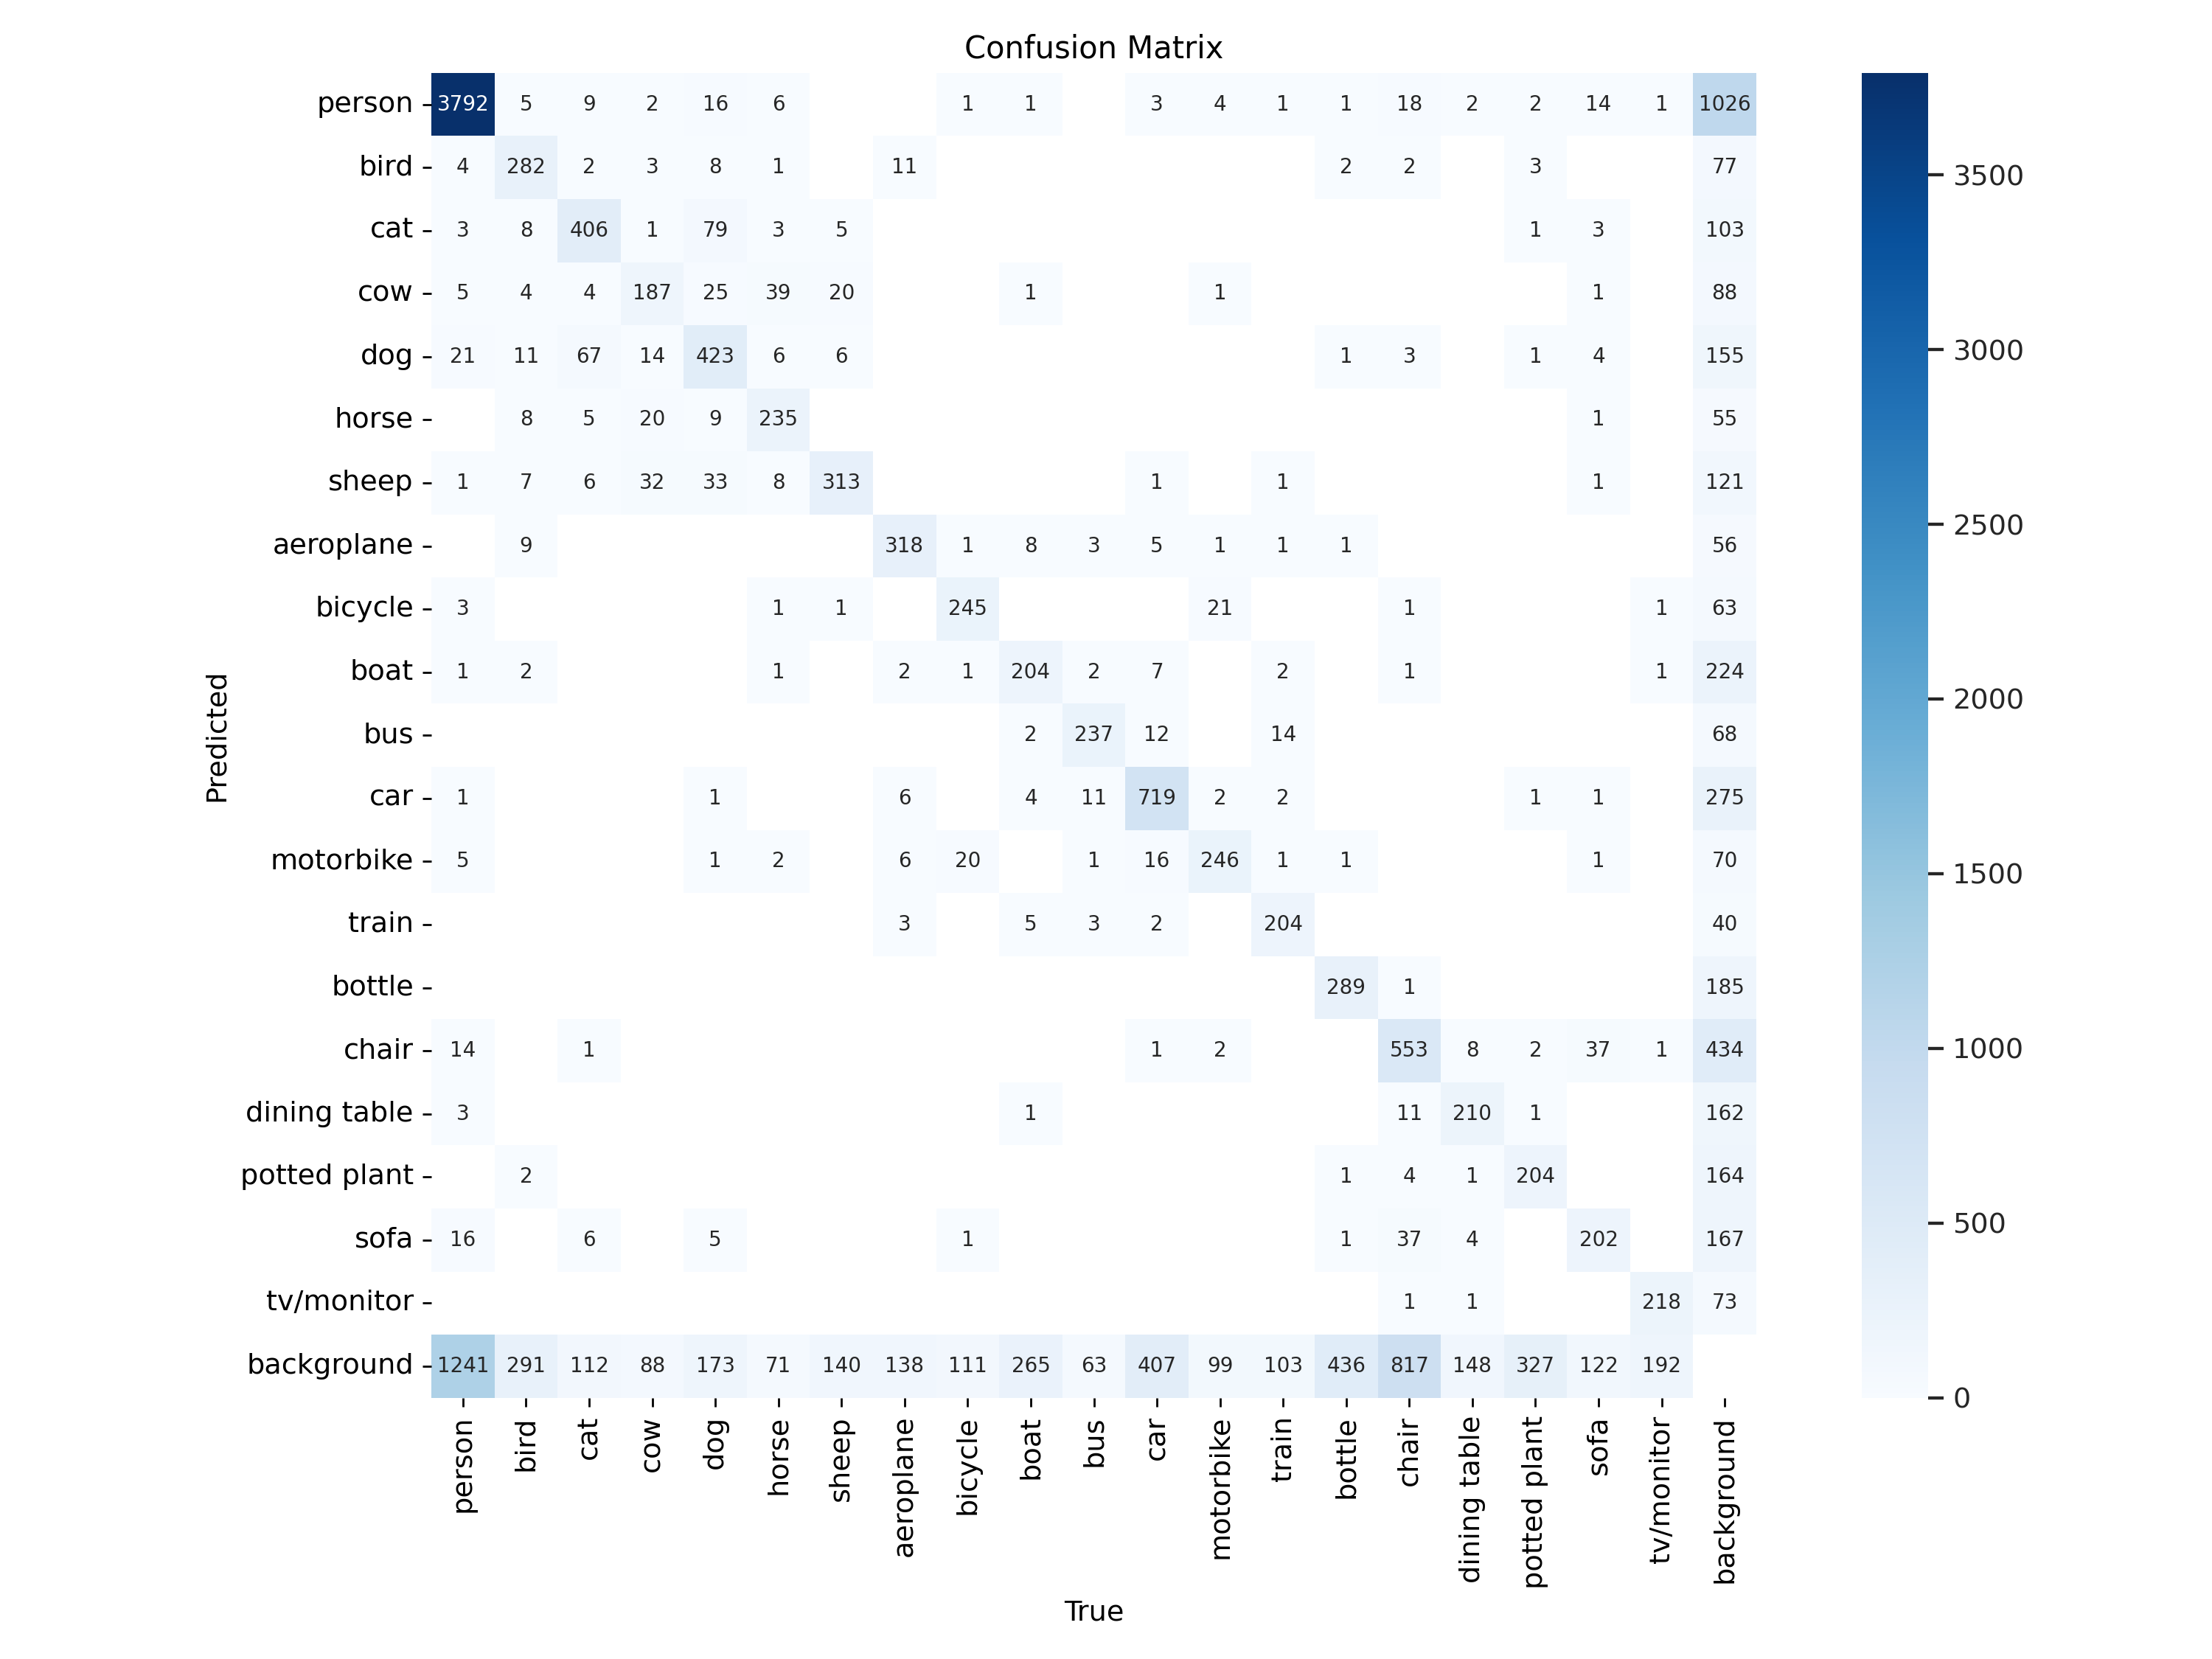 Confusion Matrix
person 3792 5 9 2 16 6 1 1 3 4 1 1 18 2 2 14 1 1026
bird 4 282 2 3 8 1 11 2 2 3 77
3500
cat 3 8 406 1 79 3 5 1 3 103
cow 5 4 4 187 25 39 20 1 1 1 88
dog 21 11 67 14 423 6 6 1 3 1 4 155
3000
horse 8 5 20 9 235 1 55
sheep 1 7 6 32 33 8 313 1 1 1 121
2500
aeroplane 9 318 1 8 3 5 1 1 1 56
bicycle 3 1 1 245 21 1 1 63
boat 1 2 1 2 1 204 2 7 2 1 1 224
2000
bus 2 237 12 14 68
Predicted
car 1 1 6 4 11 719 2 2 1 1 275
motorbike 5 1 2 6 20 1 16 246 1 1 1 70
1500
train 3 5 3 2 204 40
bottle 289 1 185
chair 14 1 1 2 553 8 2 37 1 434
1000
dining table 3 1 11 210 1 162
potted plant 2 1 4 1 204 164
sofa 16 6 5 1 1 37 4 202 167
500
tv/monitor 1 1 218 73
background 1241 291 112 88 173 71 140 138 111 265 63 407 99 103 436 817 148 327 122 192
0
person
bird
cat
cow
dog
horse
sheep
aeroplane
bicycle
boat
bus
car
motorbike
train
bottle
chair
dining table
potted plant
sofa
tv/monitor
background
True